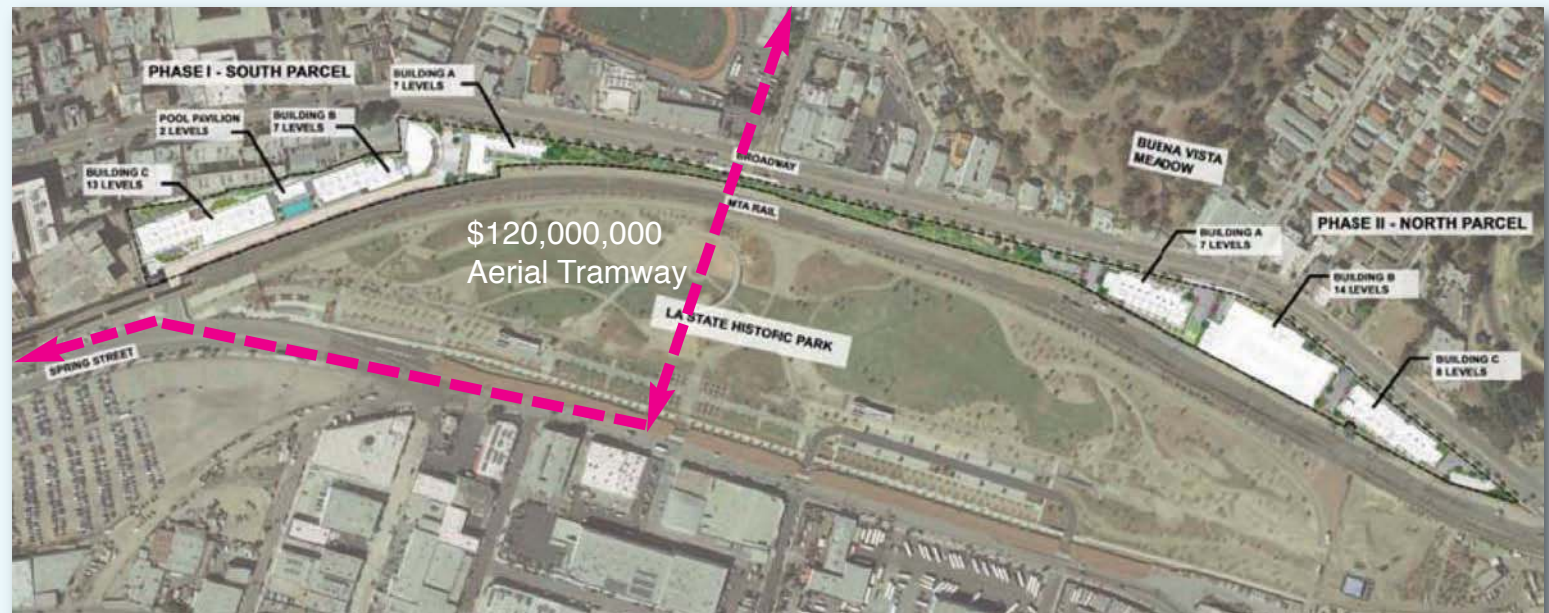 PHASE I - SOUTH PARCEL
BUILDING A
7 LEVELS
POOL PAVILION
2 LEVELS
BUILDING B
7 LEVELS
BUILDING C
13 LEVELS
BROADWAY
MTA RAIL
BUENA VISTA
MEADOW
PHASE II - NORTH PARCEL
BUILDING A
7 LEVELS
BUILDING B
14 LEVELS
BUILDING C
8 LEVELS
$120,000,000
Aerial Tramway
LA STATE HISTORIC PARK
SPRING STREET